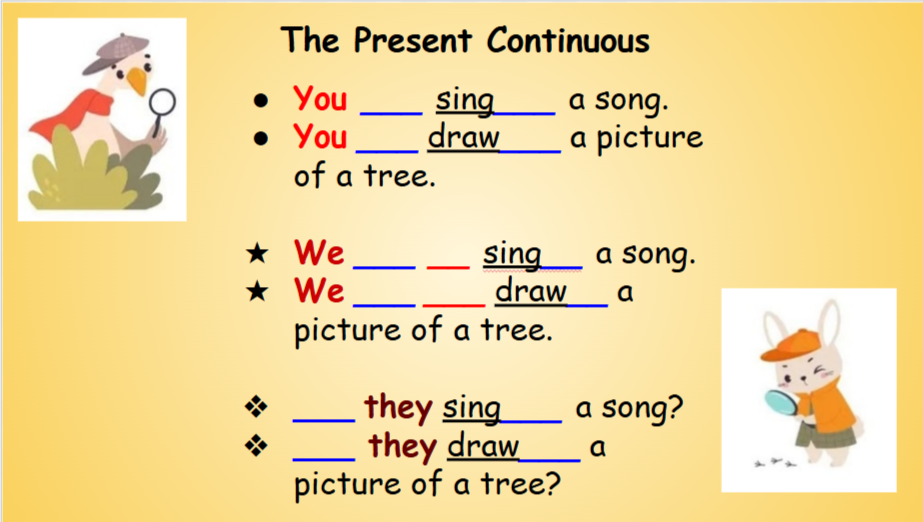 The Present Continuous
● You ____ sing____ a song.
● You ____ draw____ a picture
of a tree.
★ We ____ ___ sing___ a song.
★ We ____ ____ draw___ a
picture of a tree.
❖ ____ they sing____ a song?
❖ ____ they draw____ a
picture of a tree?